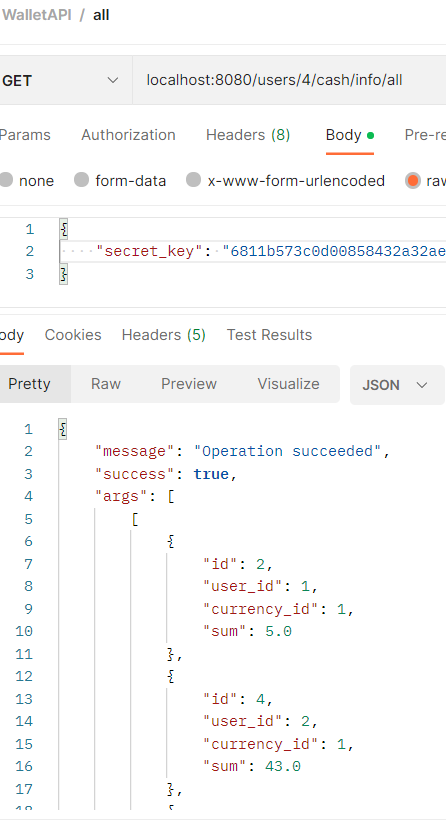 WalletAPI / all
GET localhost:8080/users/4/cash/info/all
Params Authorization Headers (8) Body Pre-re
none form-data x-www-form-urlencoded raw
1 {
2 "secret_key": "6811b573c0d00858432a32ae
3 }
ody Cookies Headers (5) Test Results
Pretty Raw Preview Visualize JSON
1 {
2 "message": "Operation succeeded",
3 "success": true,
4 "args": [
5 [
6 {
7 "id": 2,
8 "user_id": 1,
9 "currency_id": 1,
10 "sum": 5.0
11 },
12 {
13 "id": 4,
14 "user_id": 2,
15 "currency_id": 1,
16 "sum": 43.0
17 },
18 {